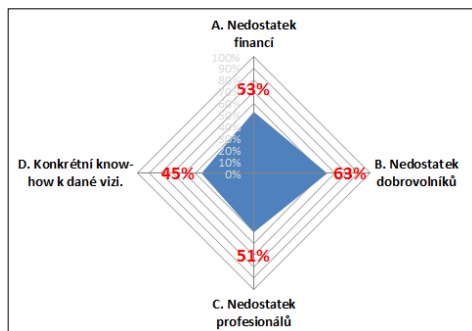 A. Nedostatek
financí
100%
90%
80%
70%
60%
50%
40%
30%
20%
10%
0%
53%
D. Konkrétní know-
how k dané vizi.
45%
63%
B. Nedostatek
dobrovolníků
51%
C. Nedostatek
profesionálů